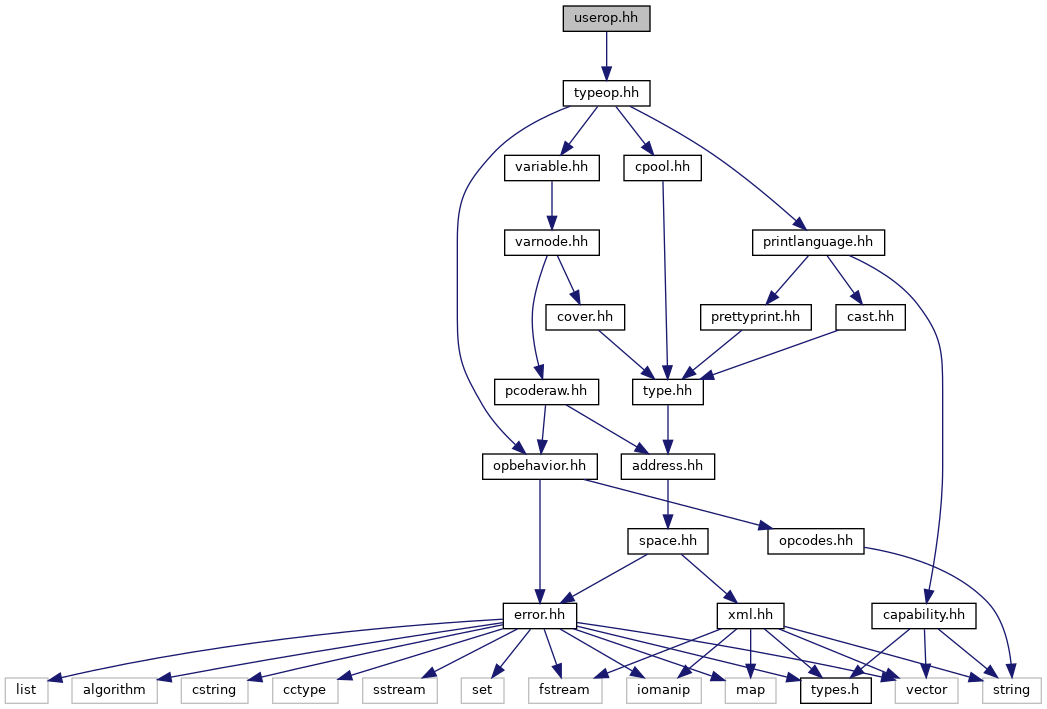 userop.hh
typeop.hh
variable.hh
cpool.hh
varnode.hh
printlanguage.hh
cover.hh
prettyprint.hh
cast.hh
pcoderaw.hh
type.hh
opbehavior.hh
address.hh
space.hh
opcodes.hh
error.hh
xml.hh
capability.hh
list
algorithm
cstring
cctype
sstream
set
fstream
iomanip
map
types.h
vector
string